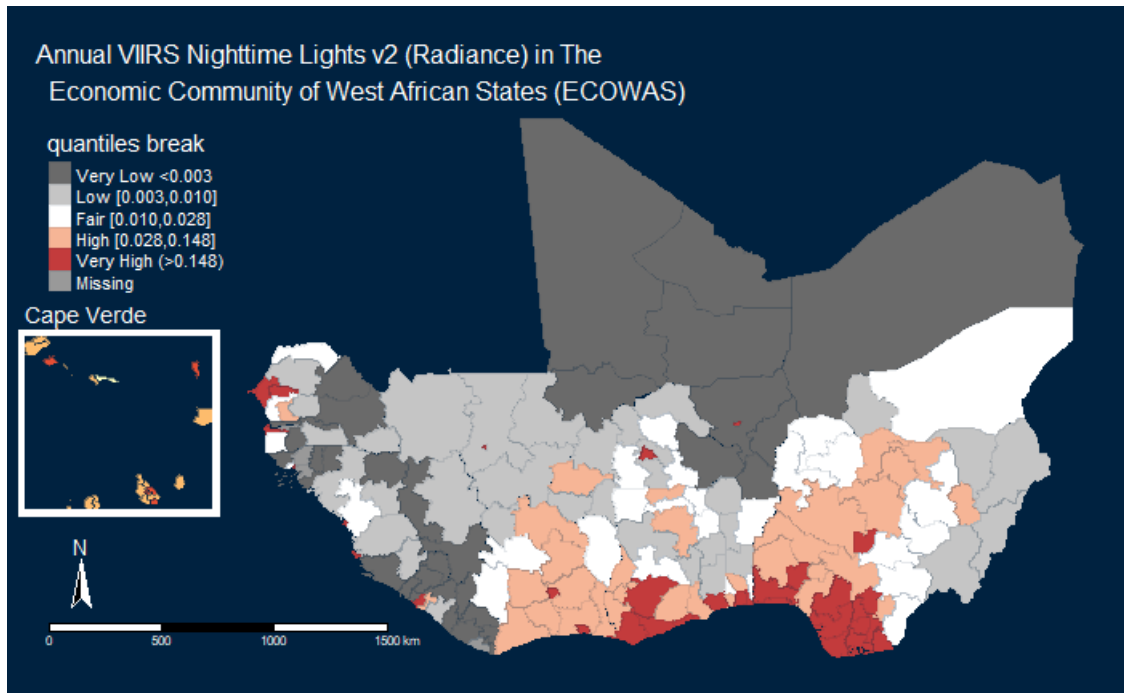 Annual VIIRS Nighttime Lights v2 (Radiance) in The
Economic Community of West African States (ECOWAS)
quantiles break
Very Low <0.003
Low [0.003,0.010]
Fair [0.010,0.028]
High [0.028,0.148]
Very High (>0.148)
Missing
Cape Verde
N
0 500 1000 1500 km